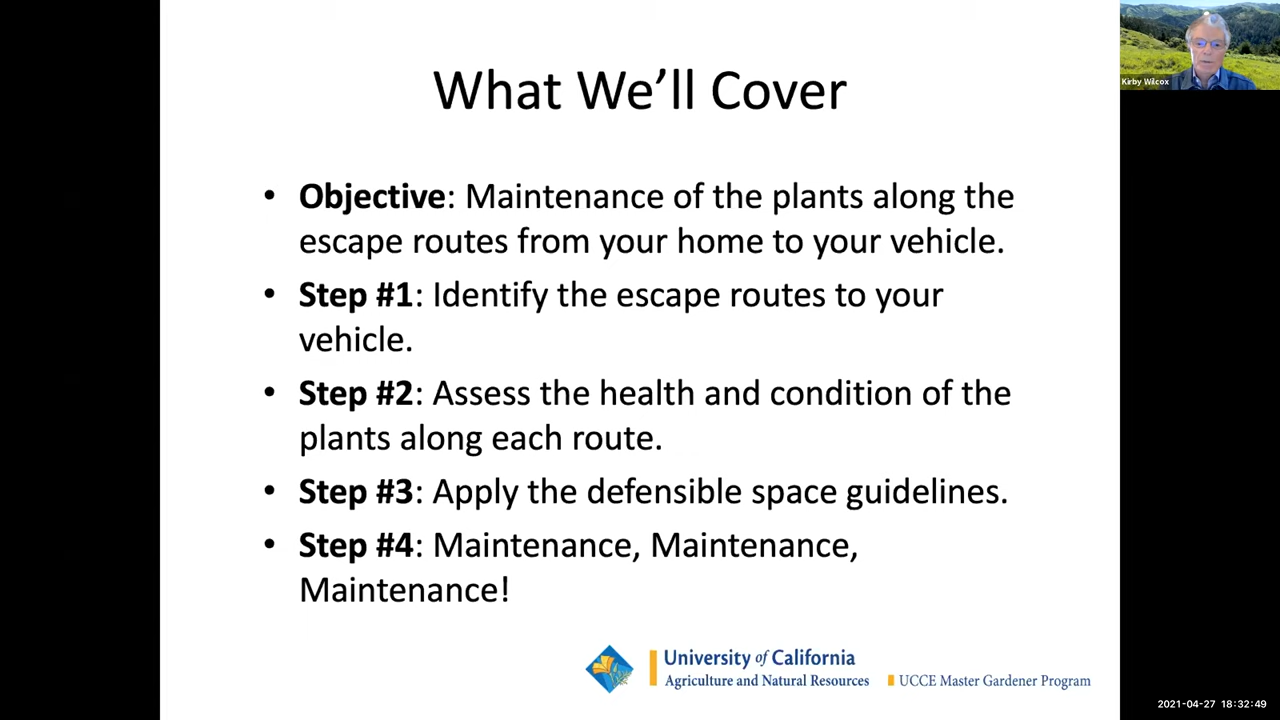 What We’ll Cover
Kirby Wilcox
• Objective: Maintenance of the plants along the
escape routes from your home to your vehicle.
• Step #1: Identify the escape routes to your
vehicle.
• Step #2: Assess the health and condition of the
plants along each route.
• Step #3: Apply the defensible space guidelines.
• Step #4: Maintenance, Maintenance,
Maintenance!
University of California
Agriculture and Natural Resources
UCCE Master Gardener Program
2021-04-27 18:32:49